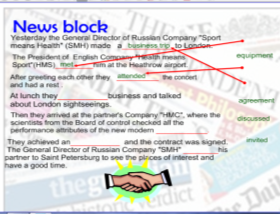 News block
Yesterday the General Director of Russian Company "Sport
means Health" (SMH) made a business trip to London.
The President of English Company "Health means
Sport"(HMS) met him at the Heathrow airport.
After greeting each other they attended the concert
and had a rest.
At lunch they ________ business and talked
about London sightseeings.
Then they arrived at the partner's Company "HMC", where the
scientists from the Board of control checked all the
performance attributes of the new modern ________
They achieved an ________ and the contract was signed.
The General Director of Russian Company "SMH" ________ his
partner to Saint Petersburg to see the places of interest and
have a good time.
equipment
agreement
discussed
invited